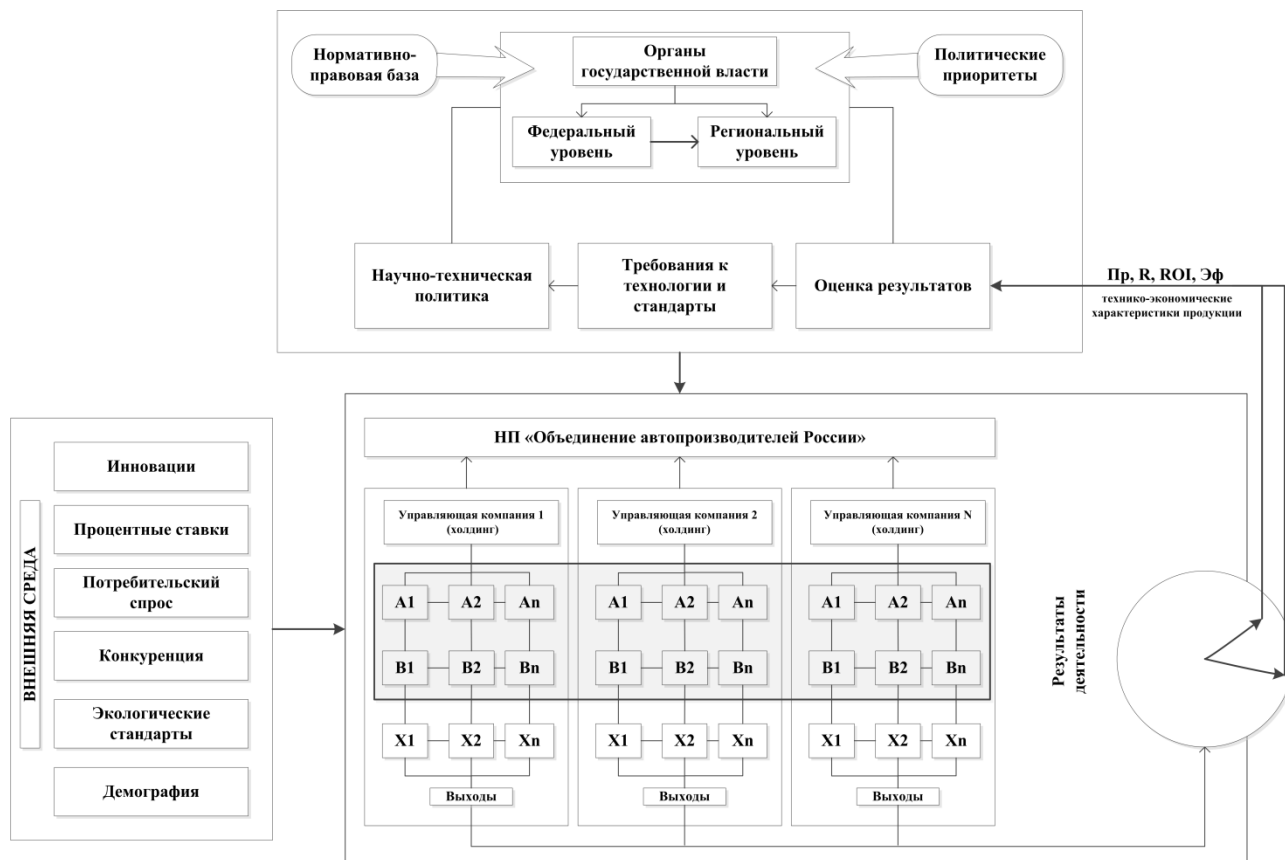 Нормативно-
правовая база
Органы
государственной власти
Политические
приоритеты
Федеральный
уровень
Региональный
уровень
Научно-техническая
политика
Требования к
технологии и
стандарты
Оценка результатов
Пр, R, ROI, Эф
технико-экономические
характеристики продукции
ВНЕШНЯЯ СРЕДА
Инновации
Процентные ставки
Потребительский
спрос
Конкуренция
Экологические
стандарты
Демография
НП «Объединение автопроизводителей России»
Управляющая компания 1
(холдинг)
A1 A2 An
B1 B2 Bn
X1 X2 Xn
Выходы
Управляющая компания 2
(холдинг)
A1 A2 An
B1 B2 Bn
X1 X2 Xn
Выходы
Управляющая компания N
(холдинг)
A1 A2 An
B1 B2 Bn
X1 X2 Xn
Выходы
Результаты
деятельности